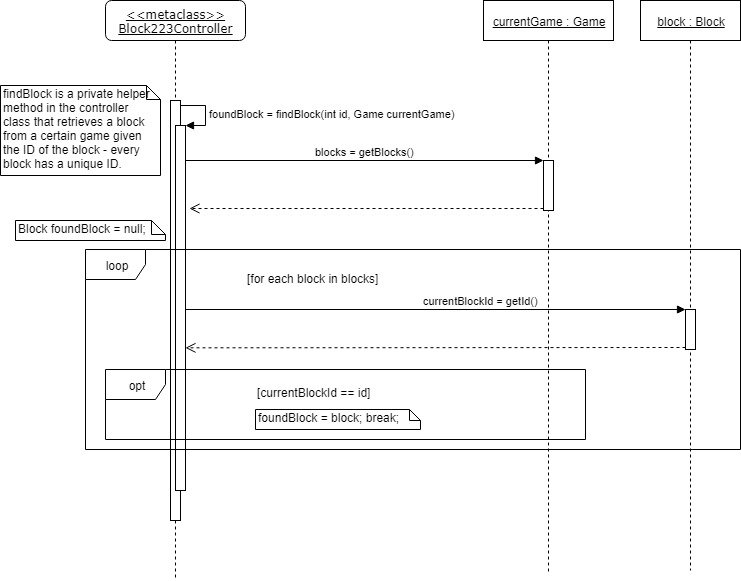 <<metaclass>>
Block223Controller
currentGame : Game
block : Block
findBlock is a private helper
method in the controller
class that retrieves a block
from a certain game given
the ID of the block - every
block has a unique ID.
foundBlock = findBlock(int id, Game currentGame)
blocks = getBlocks()
Block foundBlock = null;
loop
[for each block in blocks]
currentBlockId = getId()
opt
[currentBlockId == id]
foundBlock = block; break;